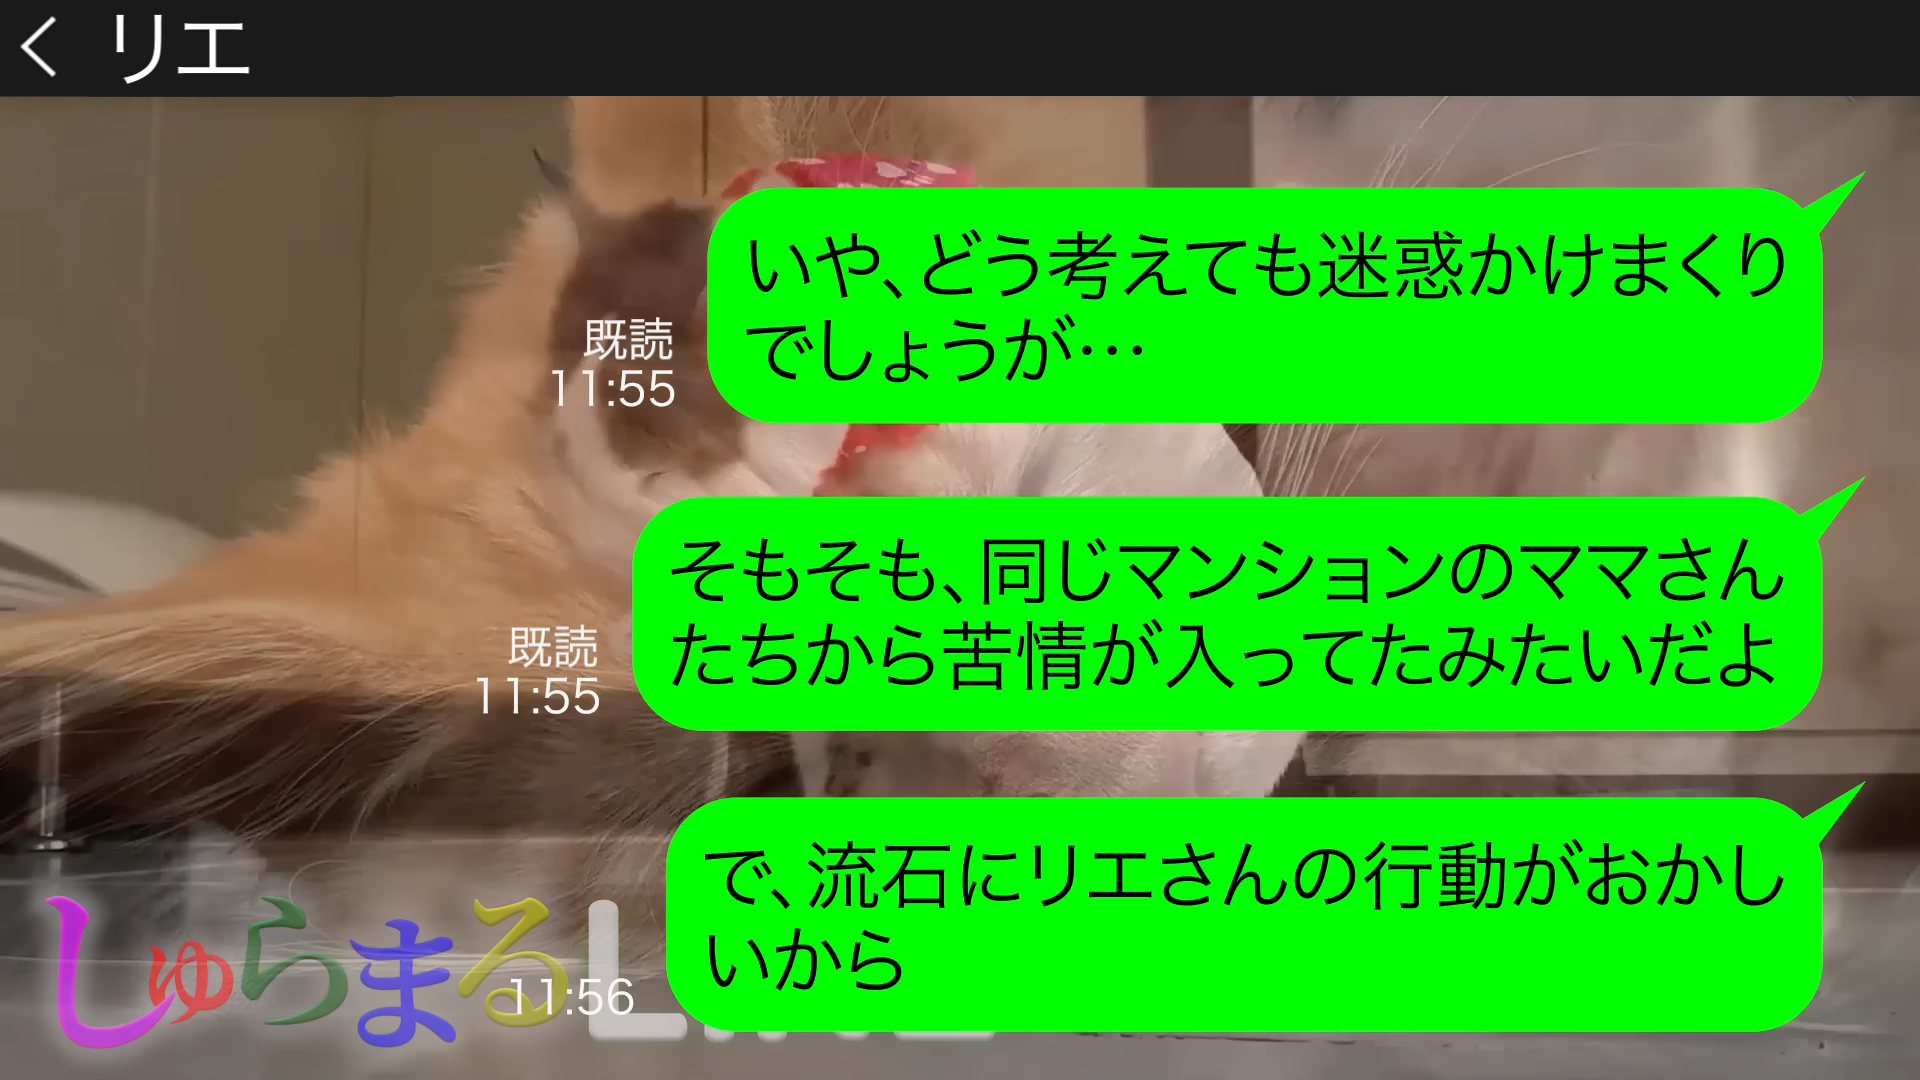 リエ
いや、どう考えても迷惑かけまくり
でしょうが…
既読
11:55
そもそも、同じマンションのママさん
たちから苦情が入ってたみたいだよ
既読
11:55
で、流石にリエさんの行動がおかし
いから
11:56
しゅらまるLINE